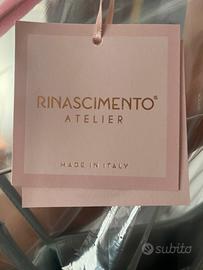 RINASCIMENTO®
ATELIER
MADE IN ITALY
subito